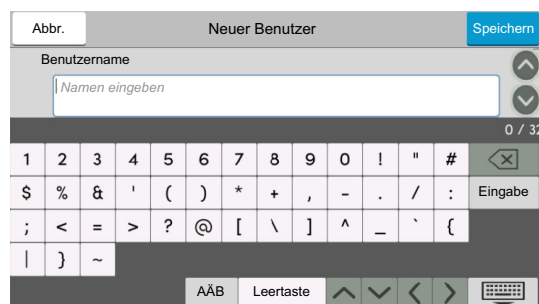 Abbr. Neuer Benutzer Speichern
Benutzername
Namen eingeben
0 / 32
1 2 3 4 5 6 7 8 9 0 ! " #
$ % & ' ( ) * + , - . / : Eingabe
; < = > ? @ [ \ ] ^ _ ` {
| } ~
AÄB Leertaste